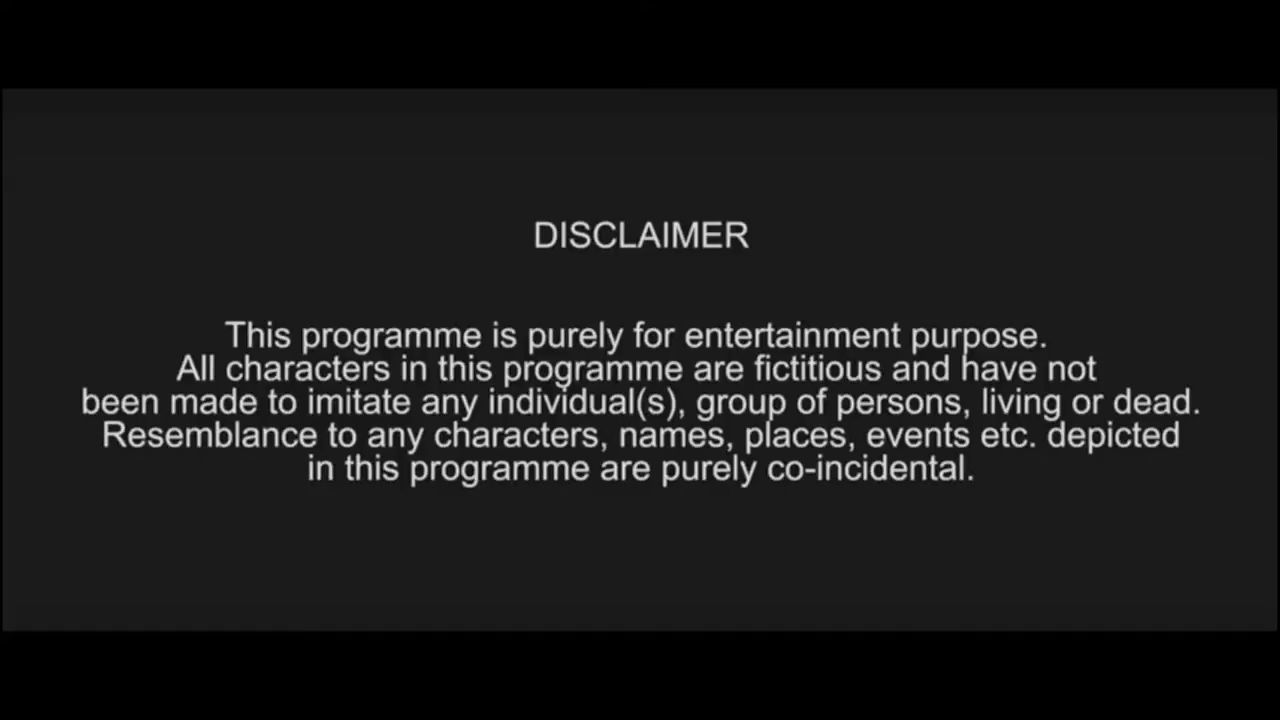 DISCLAIMER
This programme is purely for entertainment purpose.
All characters in this programme are fictitious and have not
been made to imitate any individual(s), group of persons, living or dead.
Resemblance to any characters, names, places, events etc. depicted
in this programme are purely co-incidental.